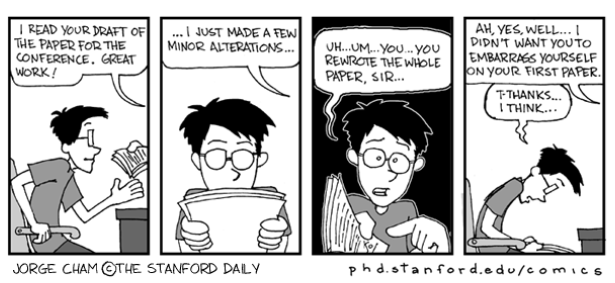 I READ YOUR DRAFT OF
THE PAPER FOR THE
CONFERENCE. GREAT
WORK!
... I JUST MADE A FEW
MINOR ALTERATIONS...
UH...UM...YOU...YOU
REWROTE THE WHOLE
PAPER, SIR...
AH, YES, WELL... I
DIDN'T WANT YOU TO
EMBARRASS YOURSELF
ON YOUR FIRST PAPER.
T-THANKS...
I THINK...
JORGE CHAM ©THE STANFORD DAILY
phd.stanford.edu/comics